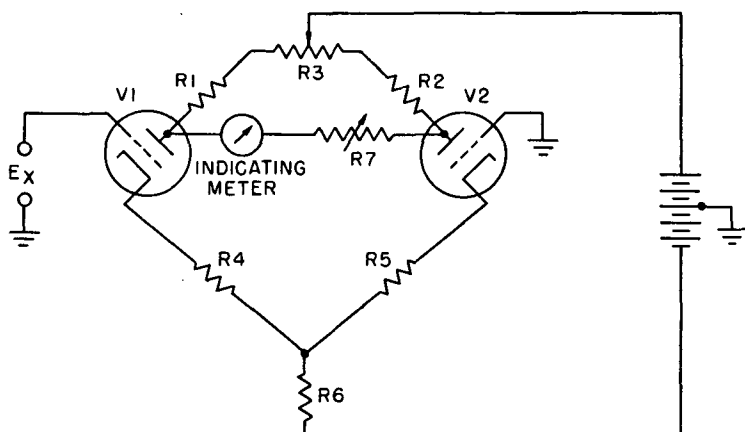 R1
R3
R2
V1
V2
EX
INDICATING
METER
R7
R4
R5
R6